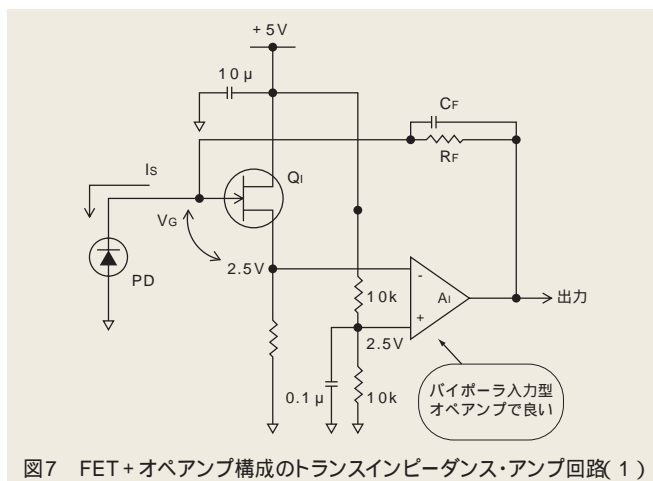 +5V
10μ
CF
RF
IS
QI
VG
2.5V
PD
10k
-
AI
+
出力
2.5V
0.1μ
10k
バイポーラ入力型
オペアンプで良い
図7 FET+オペアンプ構成のトランスインピーダンス・アンプ回路(1)